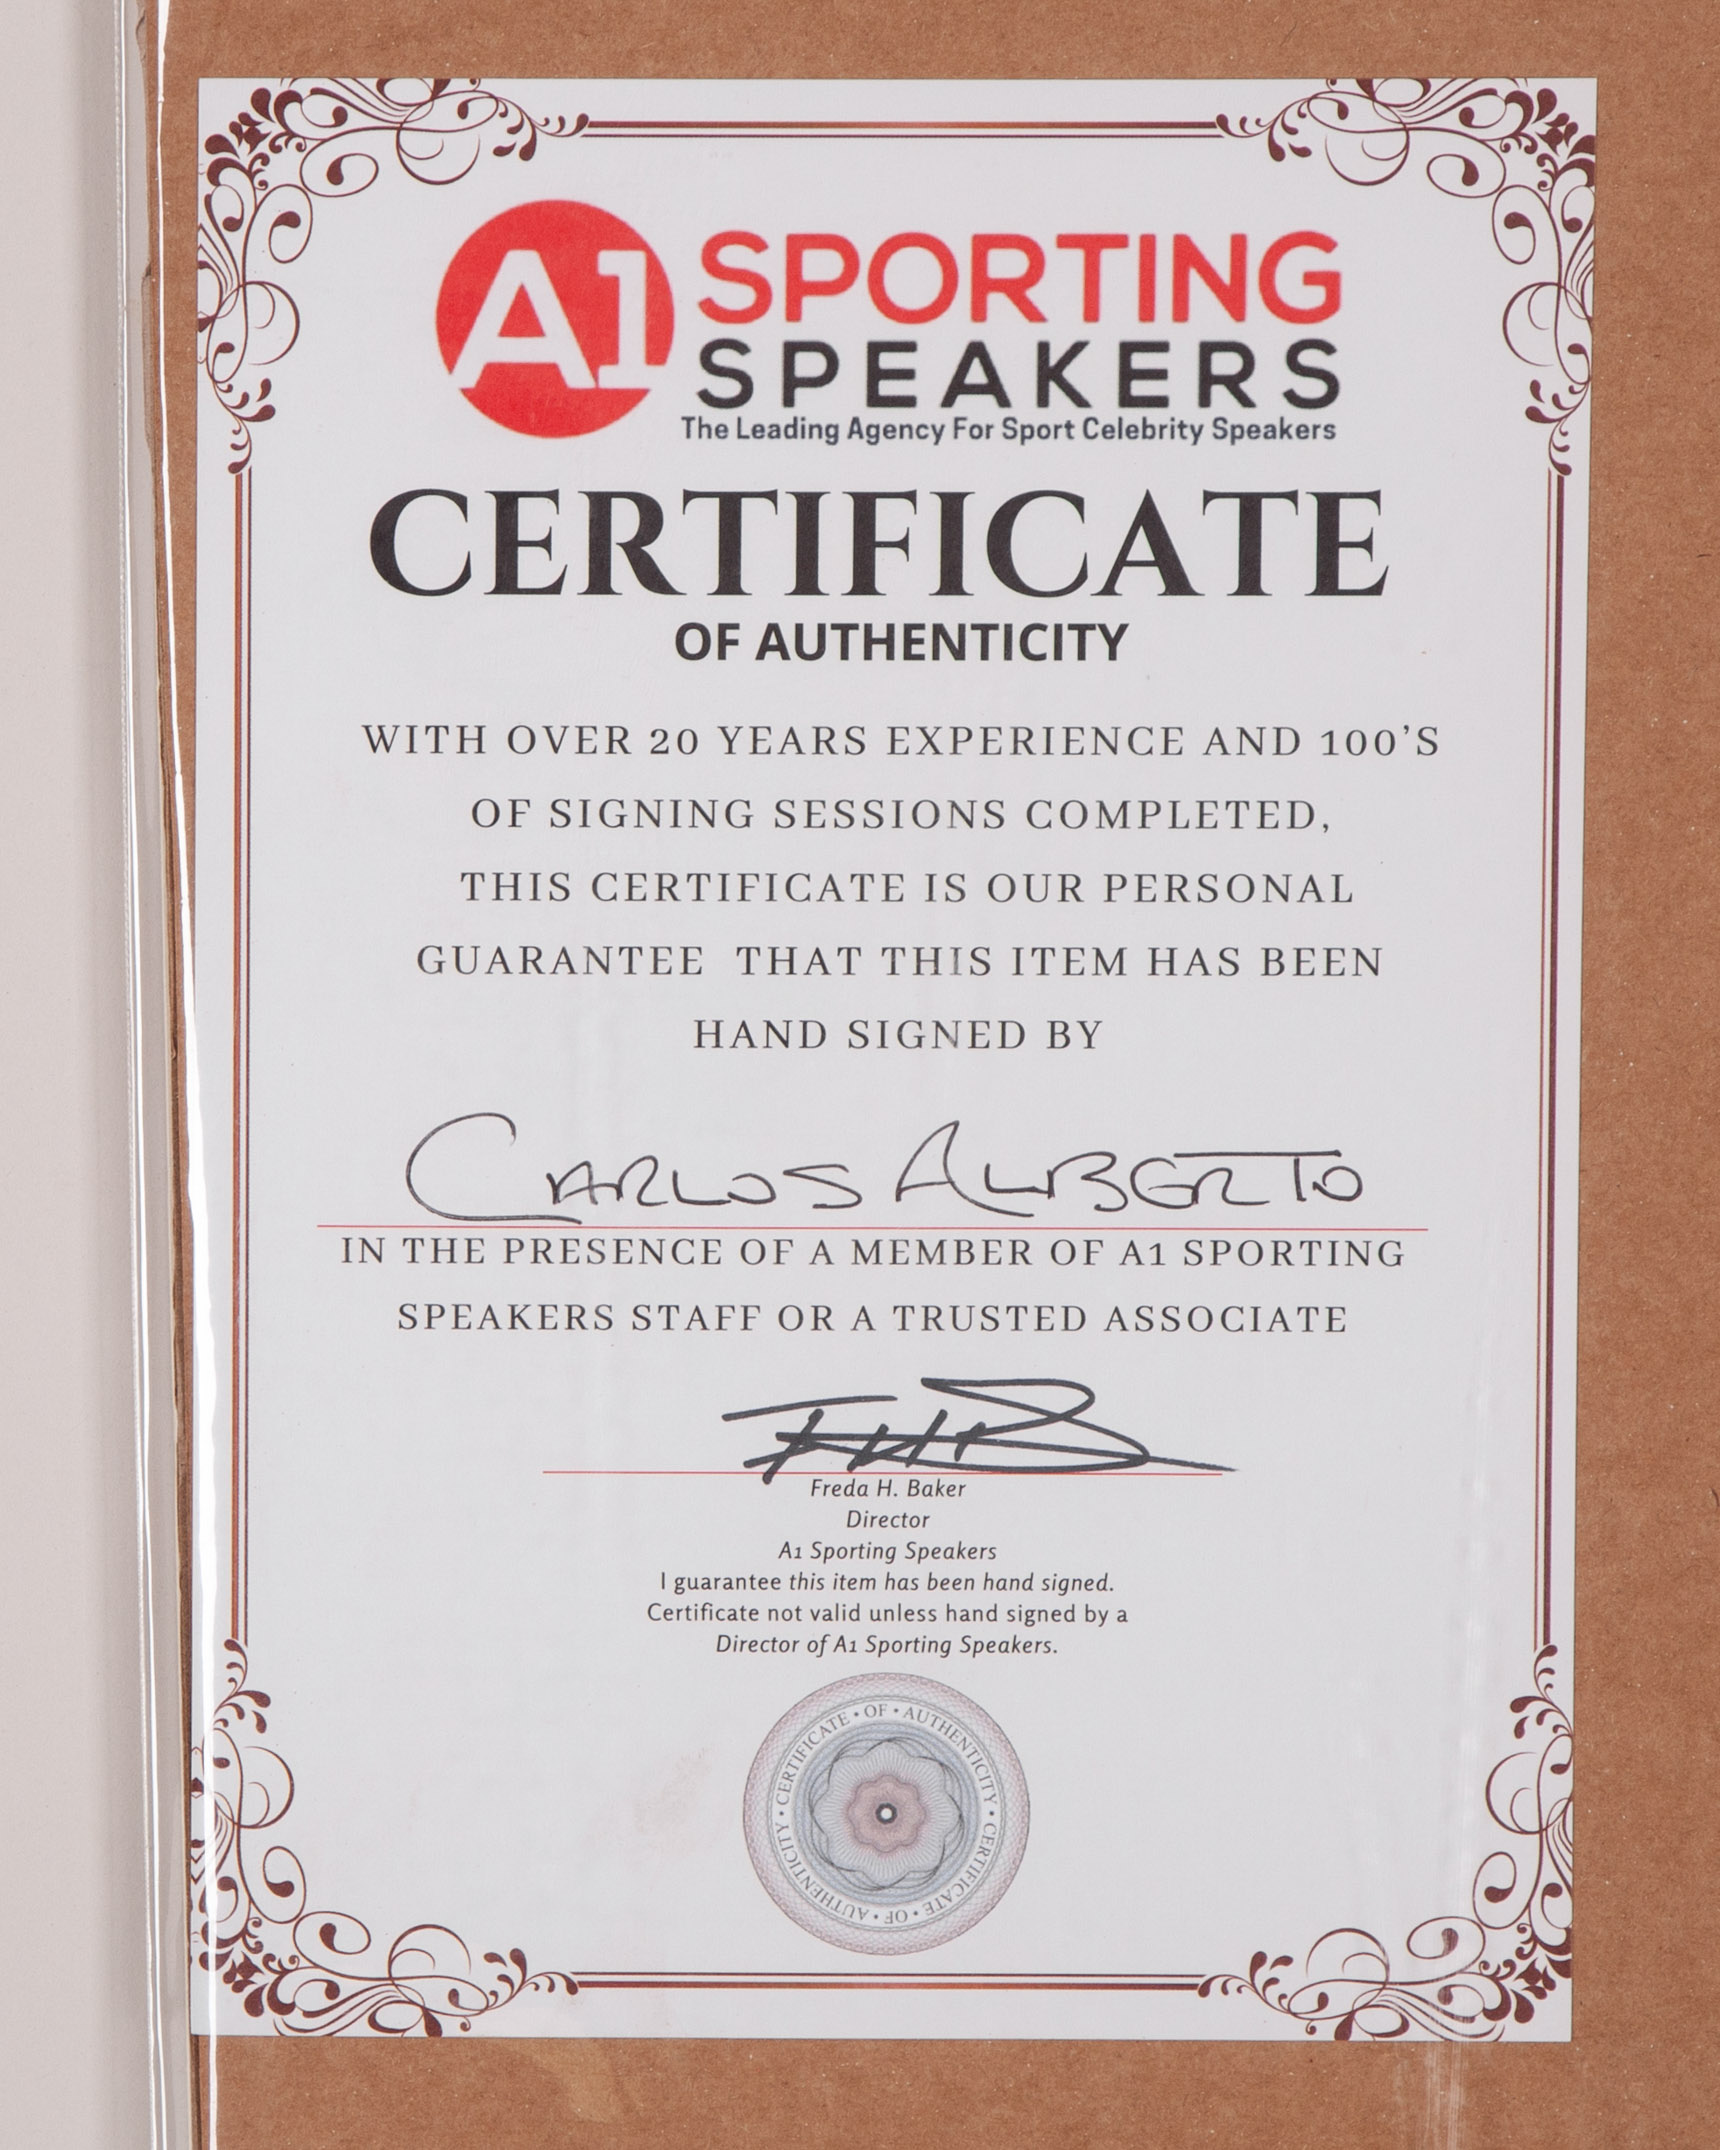 A1 SPORTING
SPEAKERS
The Leading Agency For Sport Celebrity Speakers
CERTIFICATE
OF AUTHENTICITY
WITH OVER 20 YEARS EXPERIENCE AND 100'S
OF SIGNING SESSIONS COMPLETED,
THIS CERTIFICATE IS OUR PERSONAL
GUARANTEE THAT THIS ITEM HAS BEEN
HAND SIGNED BY
CARLOS ALBERTO
IN THE PRESENCE OF A MEMBER OF A1 SPORTING
SPEAKERS STAFF OR A TRUSTED ASSOCIATE
Freda H. Baker
Director
A1 Sporting Speakers
I guarantee this item has been hand signed.
Certificate not valid unless hand signed by a
Director of A1 Sporting Speakers.
CERTIFICATE • OF • AUTHENTICITY • CERTIFICATE • OF • AUTHENTICITY •